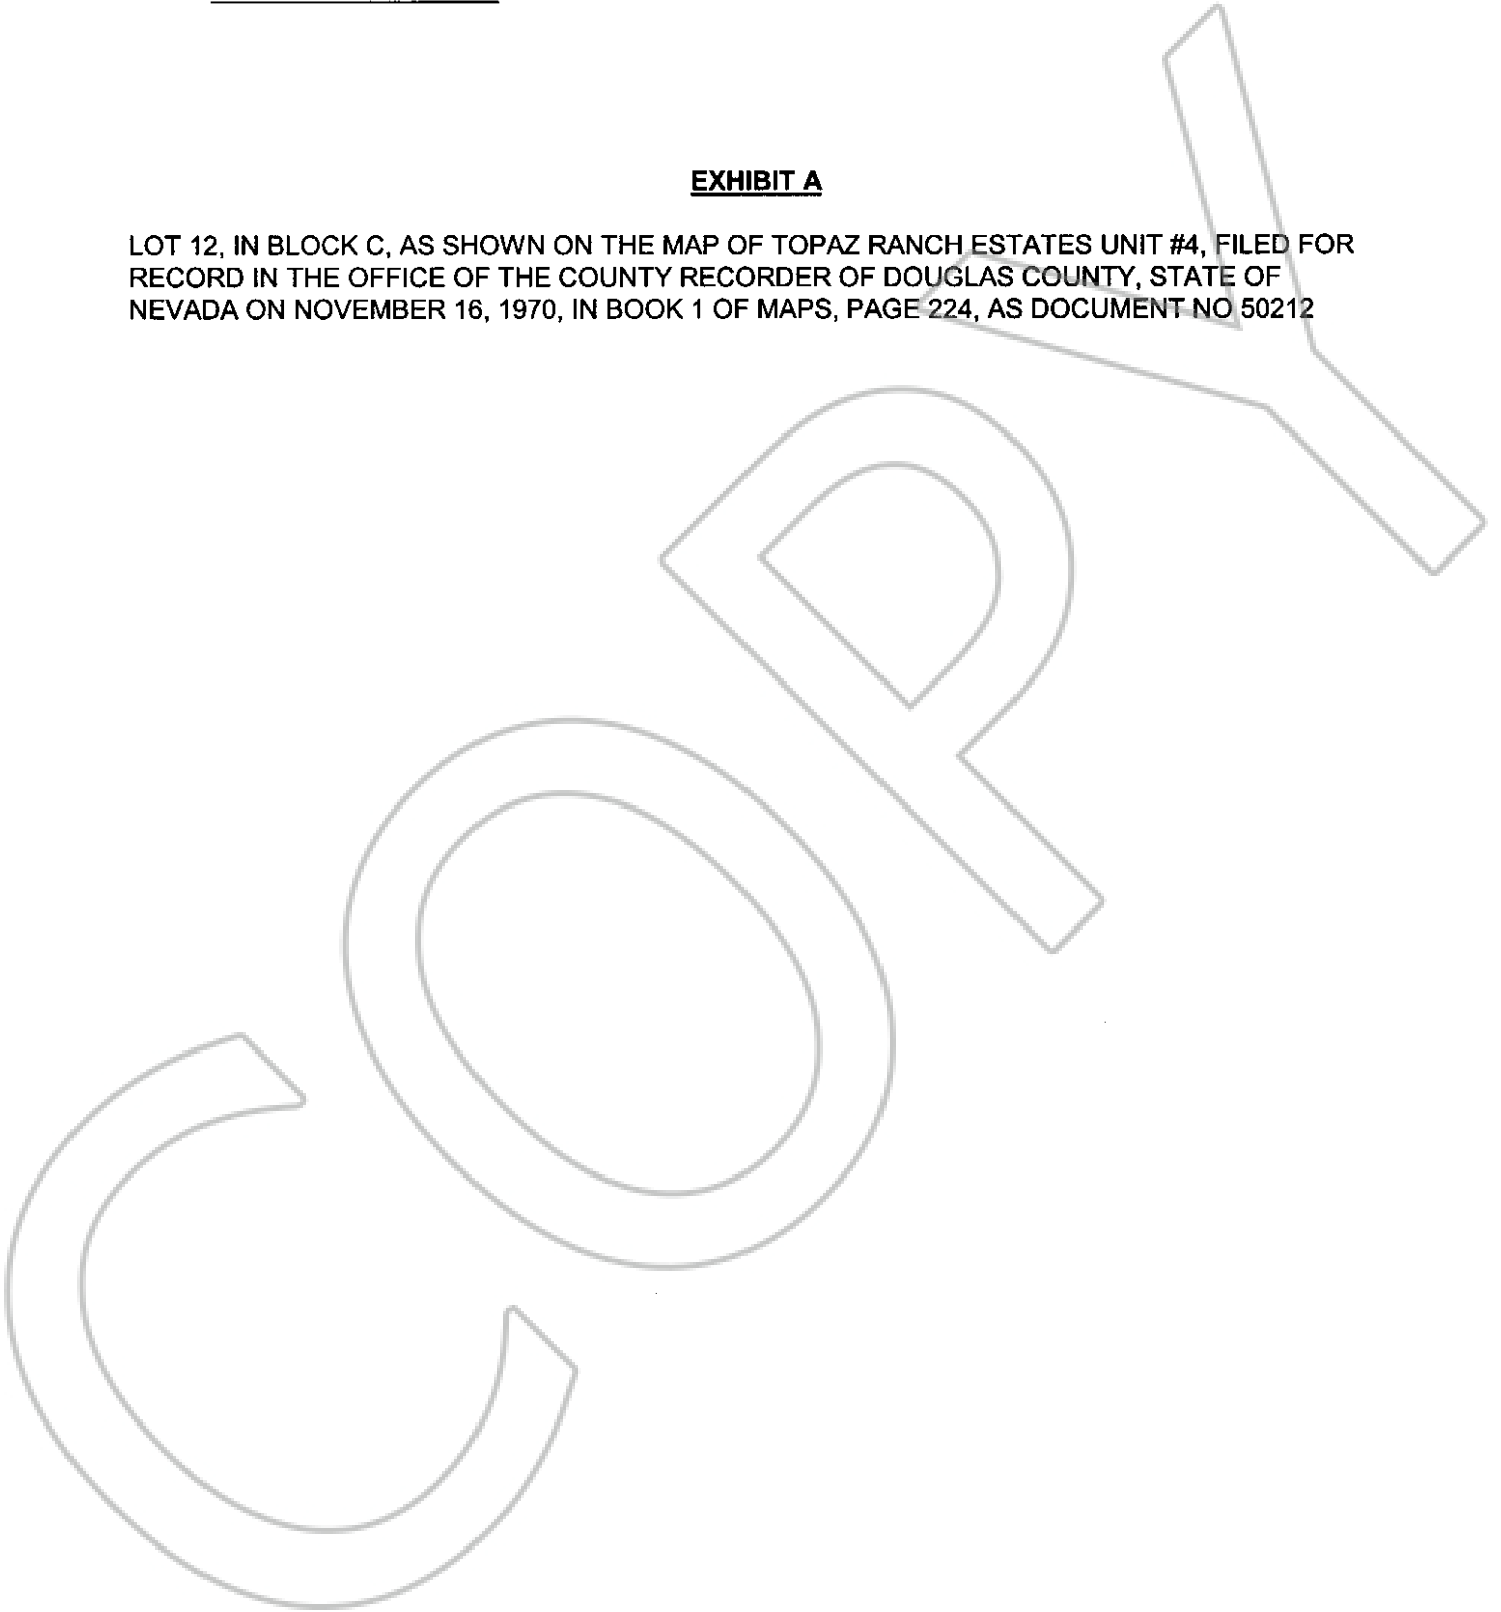 EXHIBIT A
LOT 12, IN BLOCK C, AS SHOWN ON THE MAP OF TOPAZ RANCH ESTATES UNIT #4, FILED FOR
RECORD IN THE OFFICE OF THE COUNTY RECORDER OF DOUGLAS COUNTY, STATE OF
NEVADA ON NOVEMBER 16, 1970, IN BOOK 1 OF MAPS, PAGE 224, AS DOCUMENT NO 50212
COPY